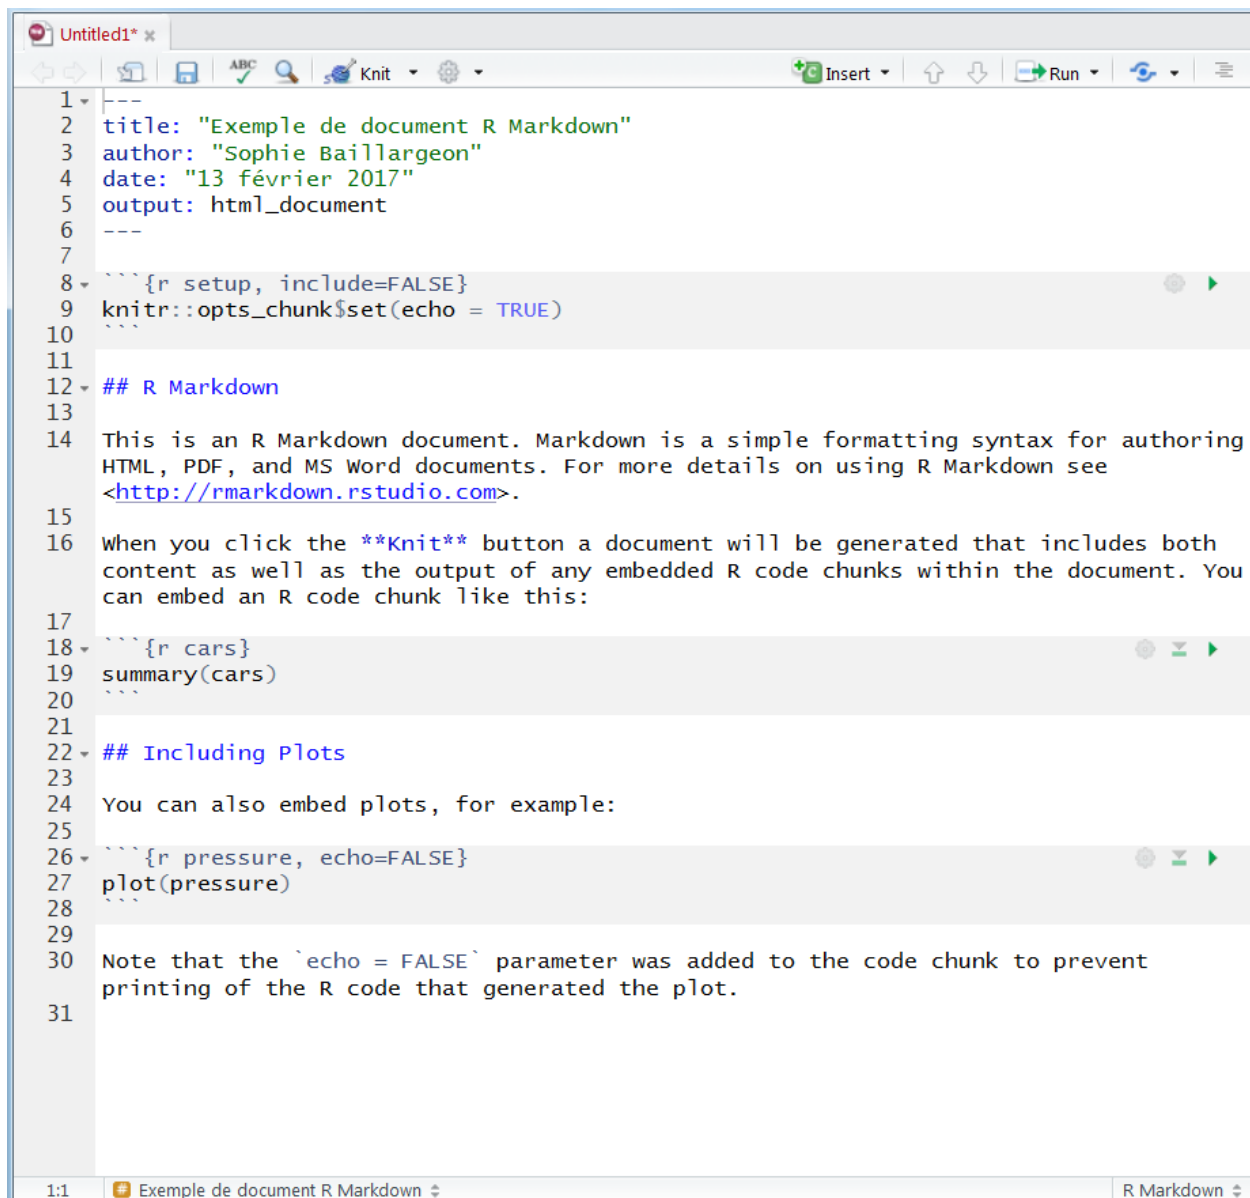 Untitled1*
ABC Knit Insert Run
1 ---
2 title: "Exemple de document R Markdown"
3 author: "Sophie Baillargeon"
4 date: "13 février 2017"
5 output: html_document
6 ---
7
8 ```{r setup, include=FALSE}
9 knitr::opts_chunk$set(echo = TRUE)
10 ```
11
12 ## R Markdown
13
14 This is an R Markdown document. Markdown is a simple formatting syntax for authoring
HTML, PDF, and MS Word documents. For more details on using R Markdown see
<http://rmarkdown.rstudio.com>.
15
16 When you click the **Knit** button a document will be generated that includes both
content as well as the output of any embedded R code chunks within the document. You
can embed an R code chunk like this:
17
18 ```{r cars}
19 summary(cars)
20 ```
21
22 ## Including Plots
23
24 You can also embed plots, for example:
25
26 ```{r pressure, echo=FALSE}
27 plot(pressure)
28 ```
29
30 Note that the `echo = FALSE` parameter was added to the code chunk to prevent
printing of the R code that generated the plot.
31
1:1 # Exemple de document R Markdown R Markdown